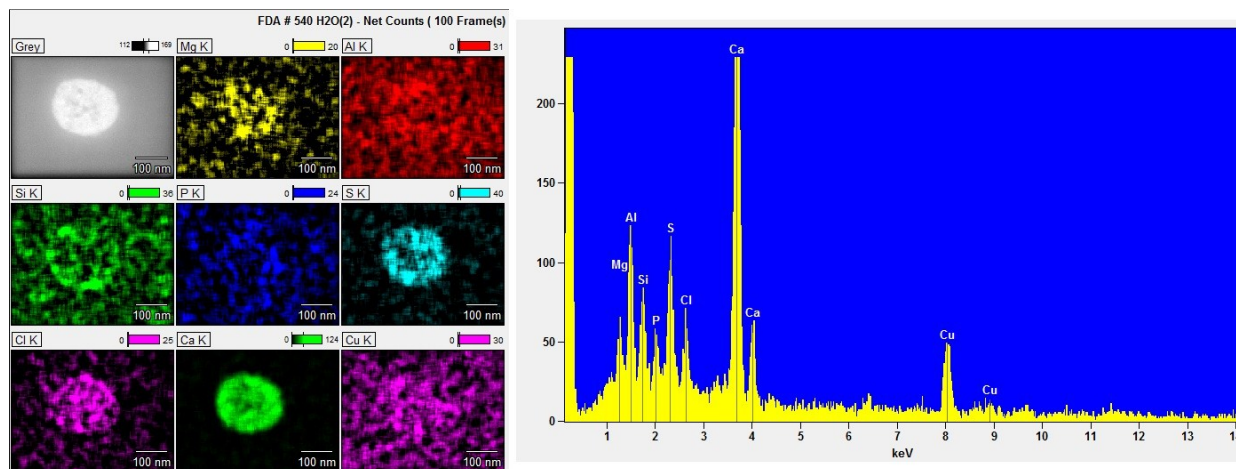 FDA # 540 H2O(2) - Net Counts ( 100 Frame(s)
Grey 112 169
Mg K 0 20
Al K 0 31
100 nm
100 nm
100 nm
Si K 0 36
P K 0 24
S K 0 40
100 nm
100 nm
100 nm
Cl K 0 25
Ca K 0 124
Cu K 0 30
100 nm
100 nm
100 nm
Ca
200
150
Al
S
Mg
100
Si
Cl
P
Ca
50
Cu
Cu
0
1 2 3 4 5 6 7 8 9 10 11 12 13 14
keV